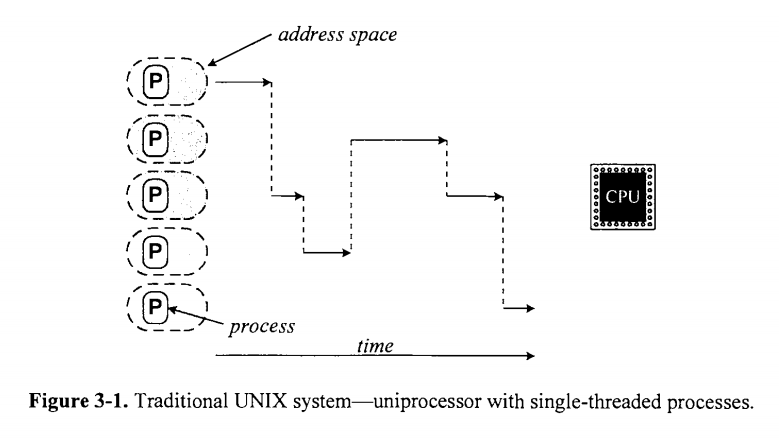 address space
P
P
P
P
P
CPU
process
time
Figure 3-1. Traditional UNIX system—uniprocessor with single-threaded processes.